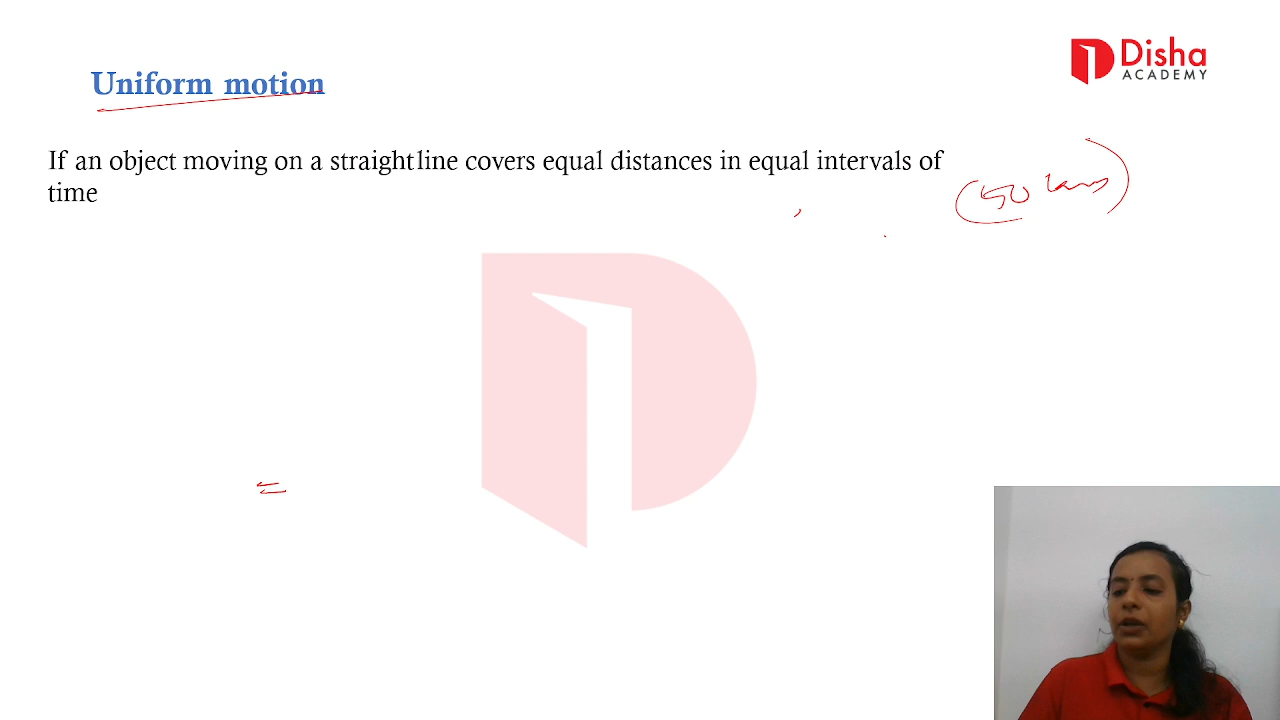 Disha
ACADEMY
Uniform motion
If an object moving on a straight line covers equal distances in equal intervals of
time
(50 km)
=